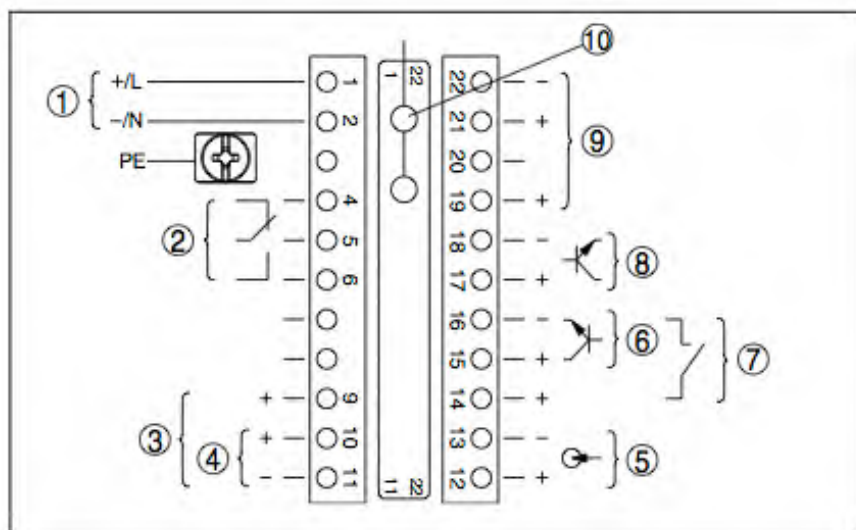 ⑩
+/L 1 1 22 22 −
① ⑨
−/N 2 21 +
PE 20
4 19 +
② 5 18 − ⑧
6 17 +
16 − ⑥
15 + ⑦
+ 9 14 +
③ + 10 13 −
④ ⑤
− 11 11 22 12 +